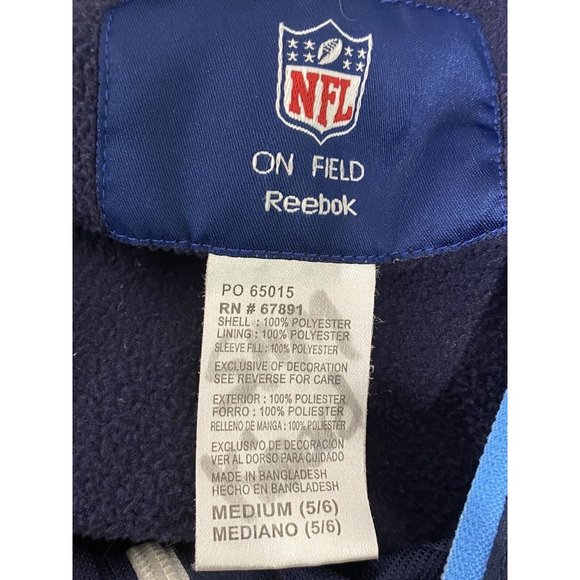 NFL
ON FIELD
Reebok
PO 65015
RN # 67891
SHELL : 100% POLYESTER
LINING : 100% POLYESTER
SLEEVE FILL : 100% POLYESTER
EXCLUSIVE OF DECORATION
SEE REVERSE FOR CARE
EXTERIOR : 100% POLIESTER
FORRO : 100% POLIESTER
RELLENO DE MANGA : 100% POLIESTER
EXCLUSIVO DE DECORACIÓN
VER AL DORSO PARA CUIDADO
MADE IN BANGLADESH
HECHO EN BANGLADESH
MEDIUM (5/6)
MEDIANO (5/6)